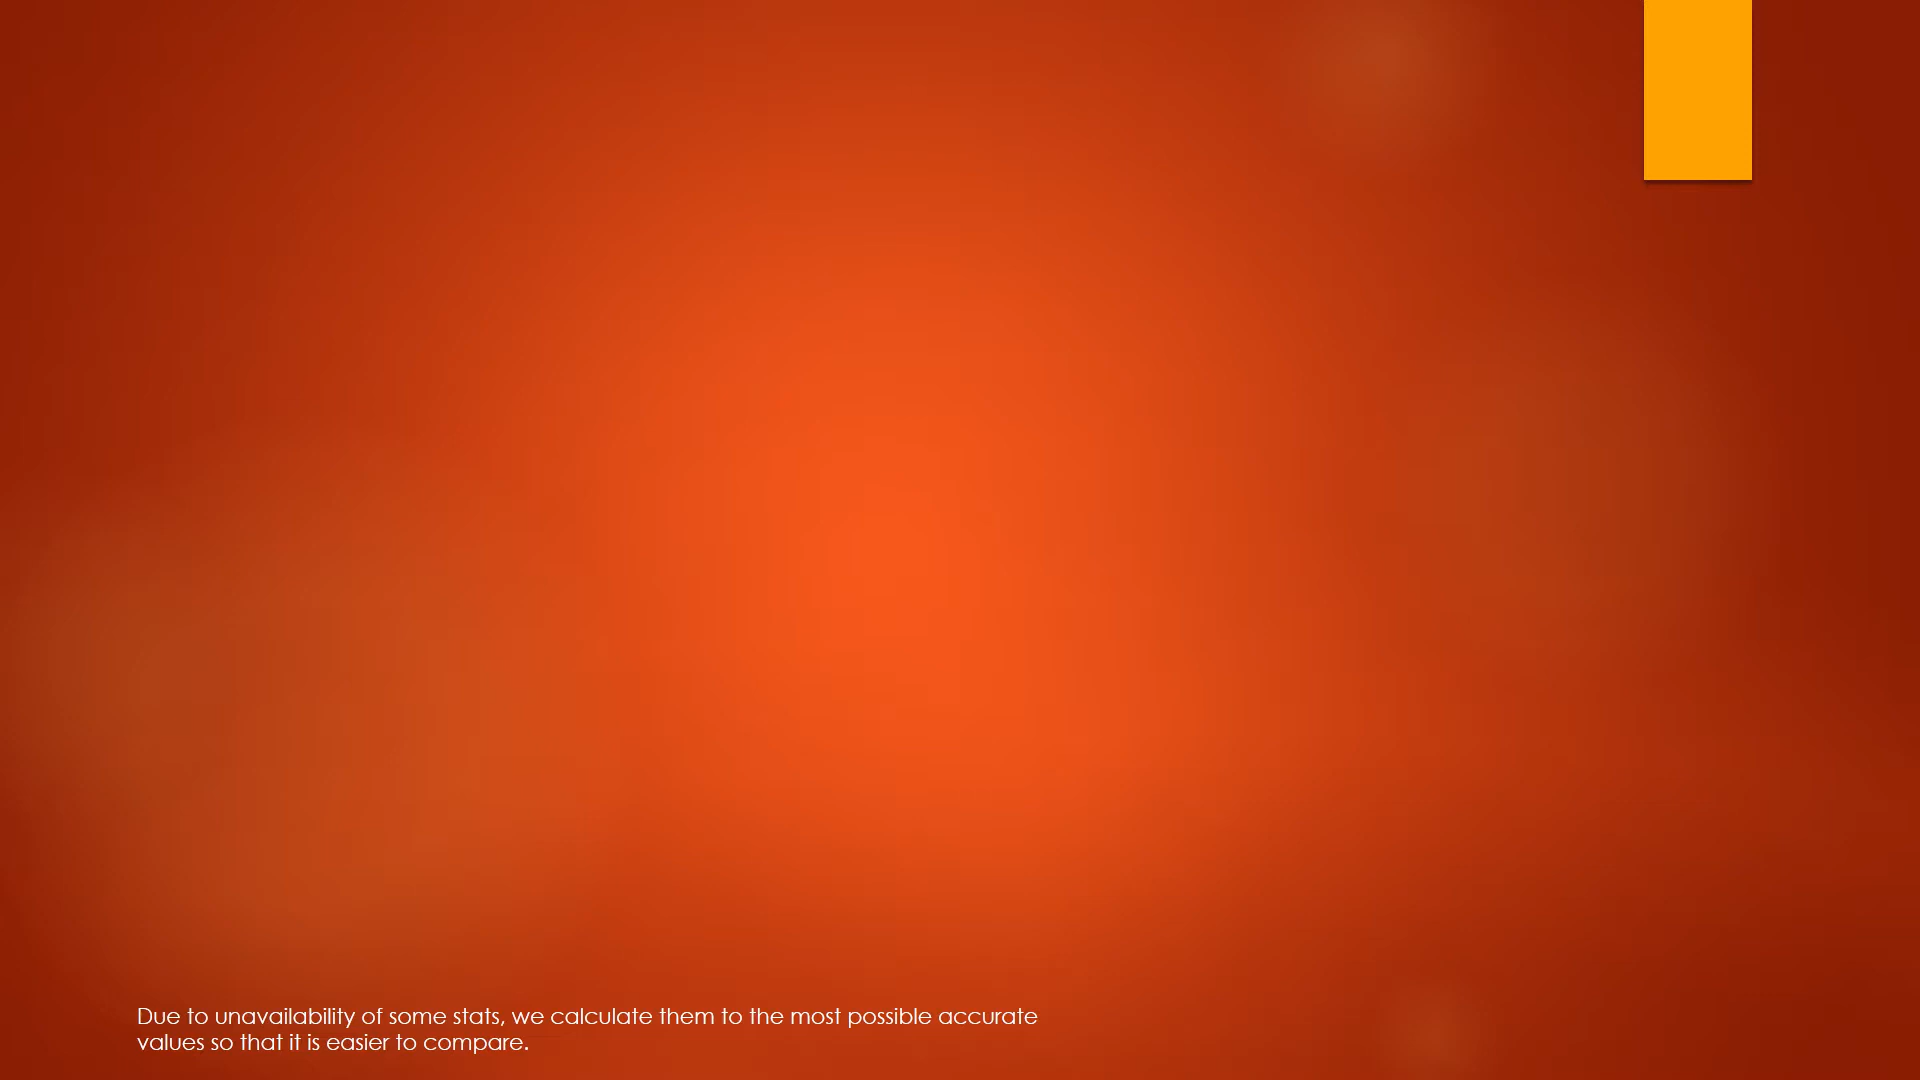 Due to unavailability of some stats, we calculate them to the most possible accurate
values so that it is easier to compare.